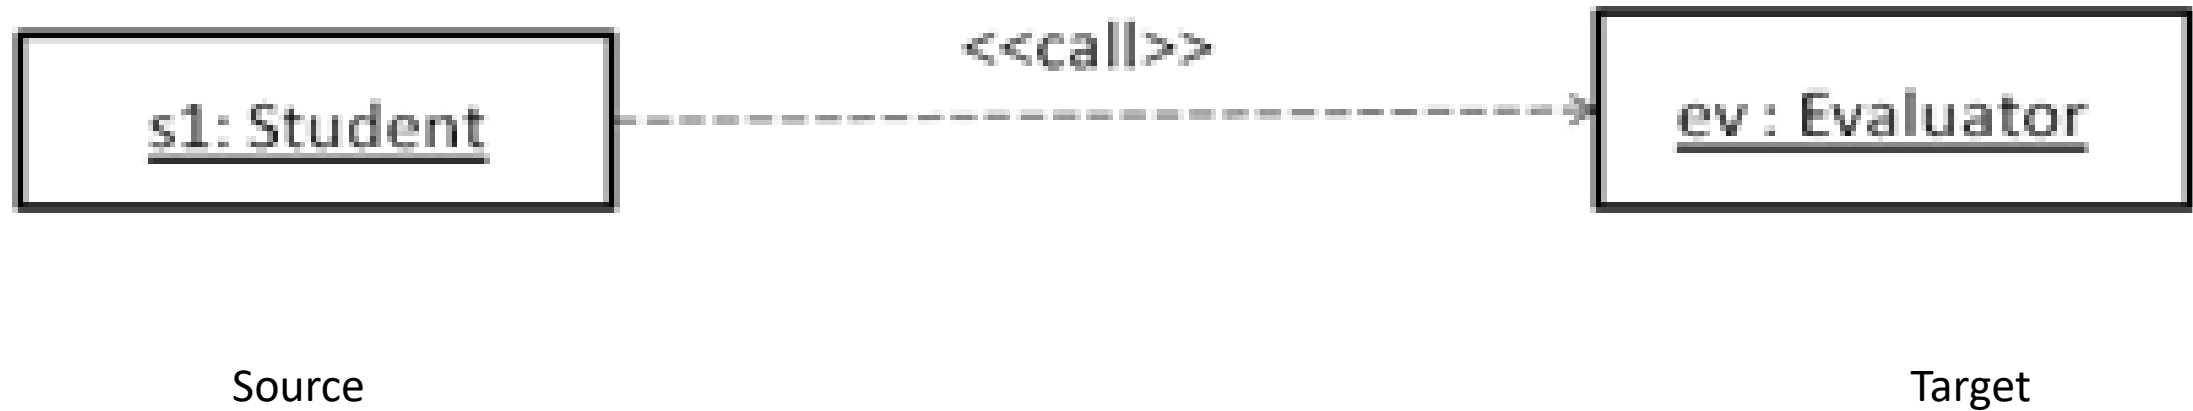 <<call>>
s1: Student
ev : Evaluator
Source
Target